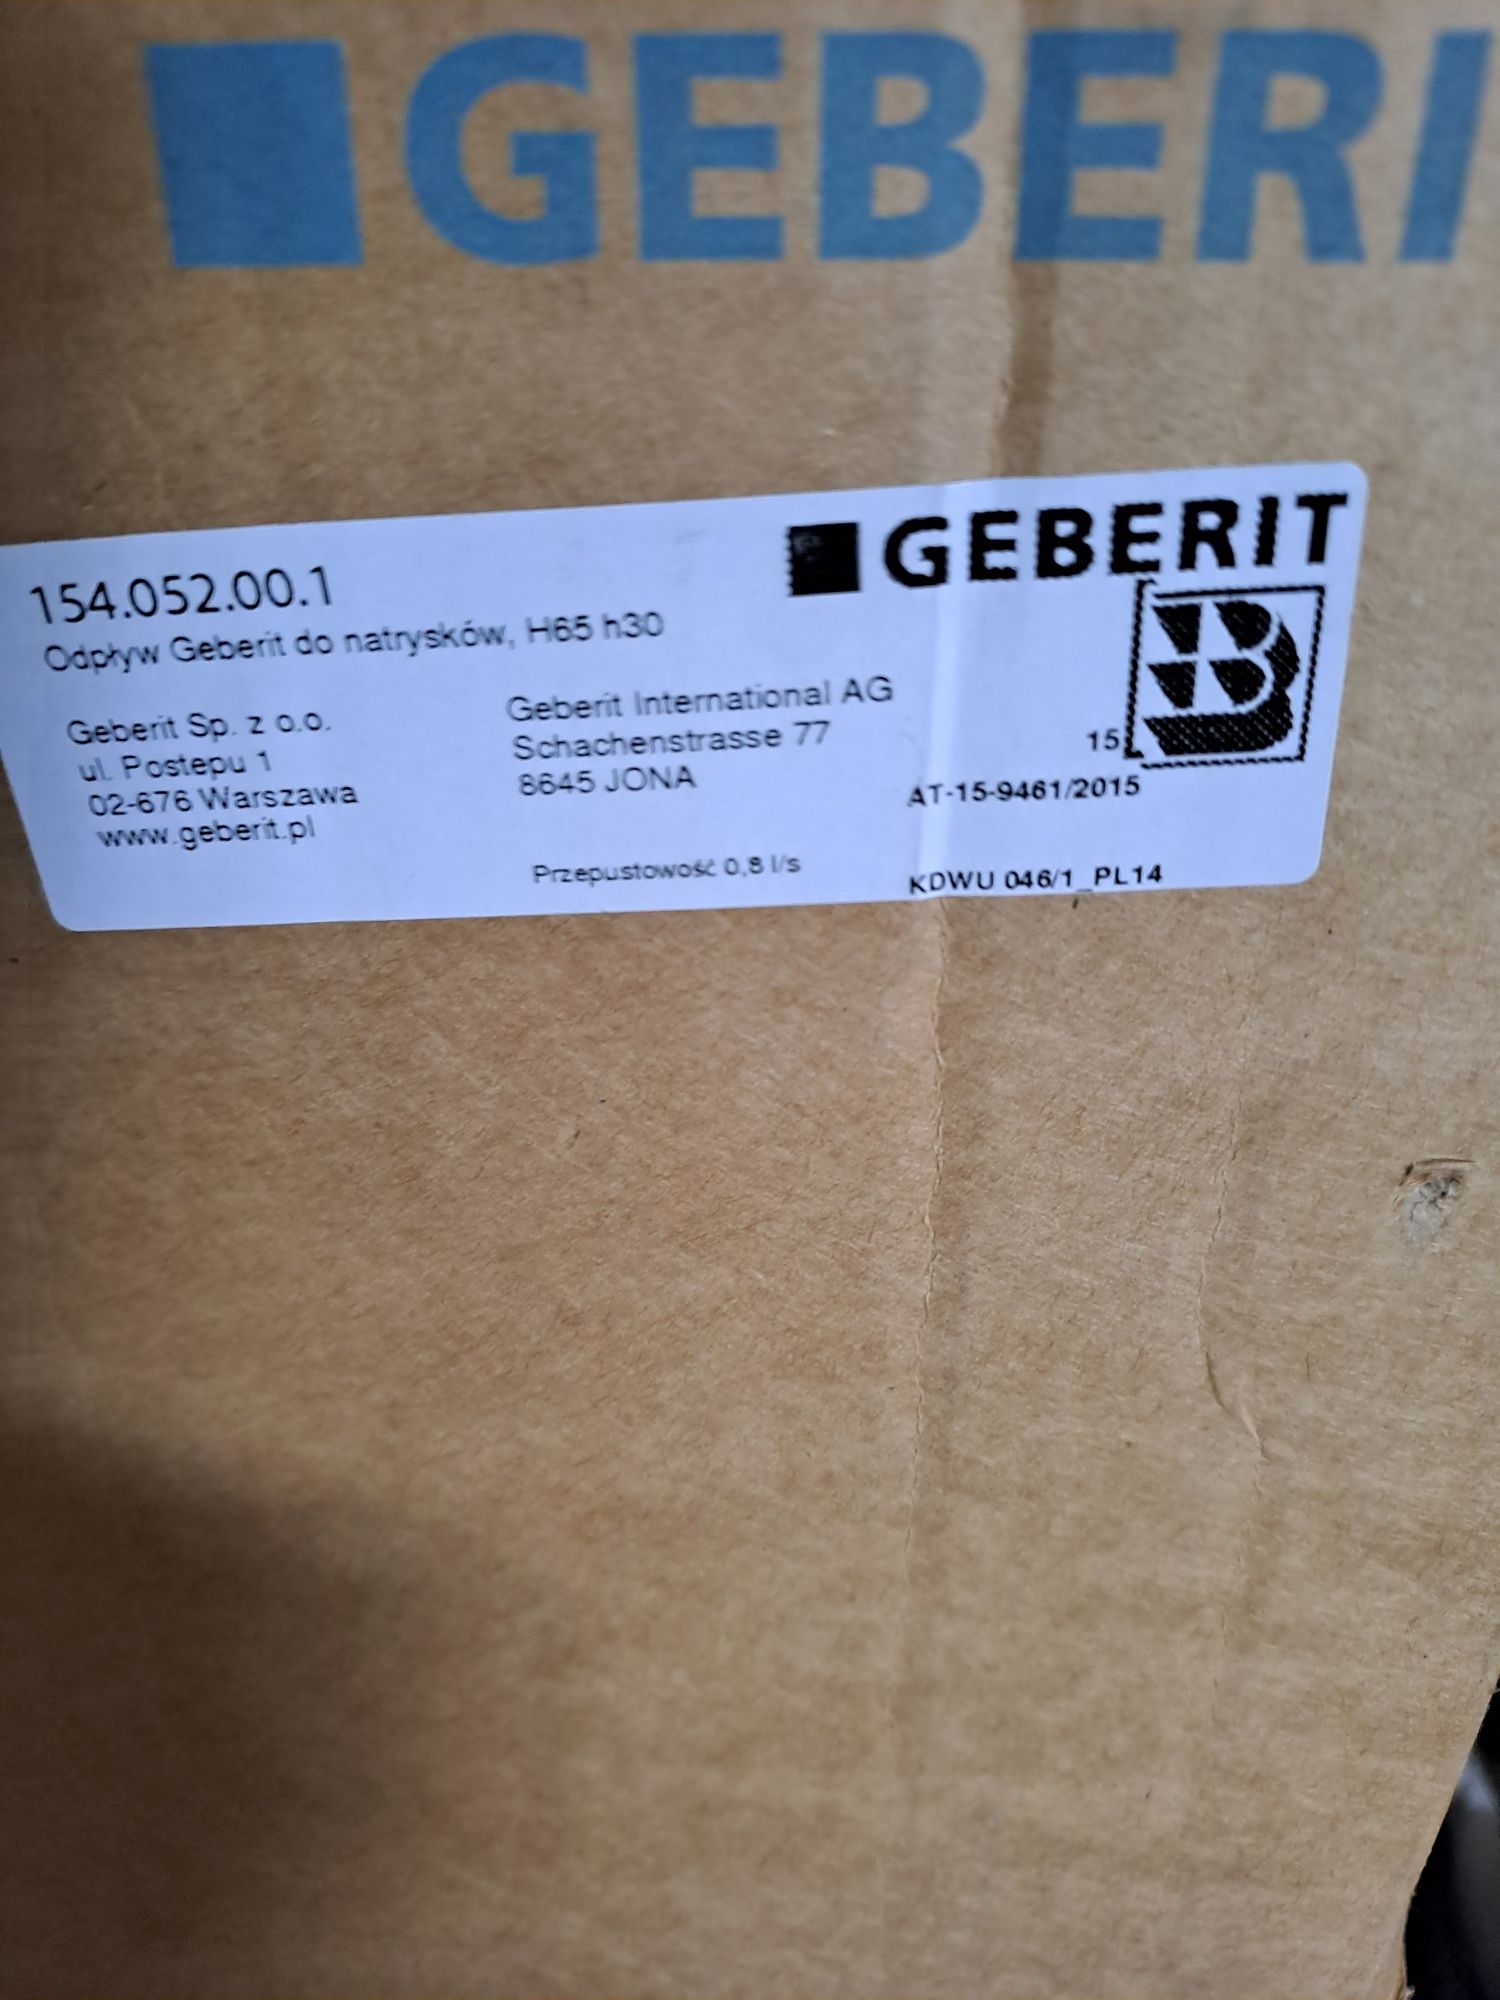 GEBERI
GEBERIT
154.052.00.1
Odpływ Geberit do natrysków, H65 h30
Geberit Sp. z o.o.
ul. Postepu 1
02-676 Warszawa
www.geberit.pl
Geberit International AG
Schachenstrasse 77
8645 JONA
Przepustowość 0,8 l/s
15
B
AT-15-9461/2015
KDWU 046/1_PL14